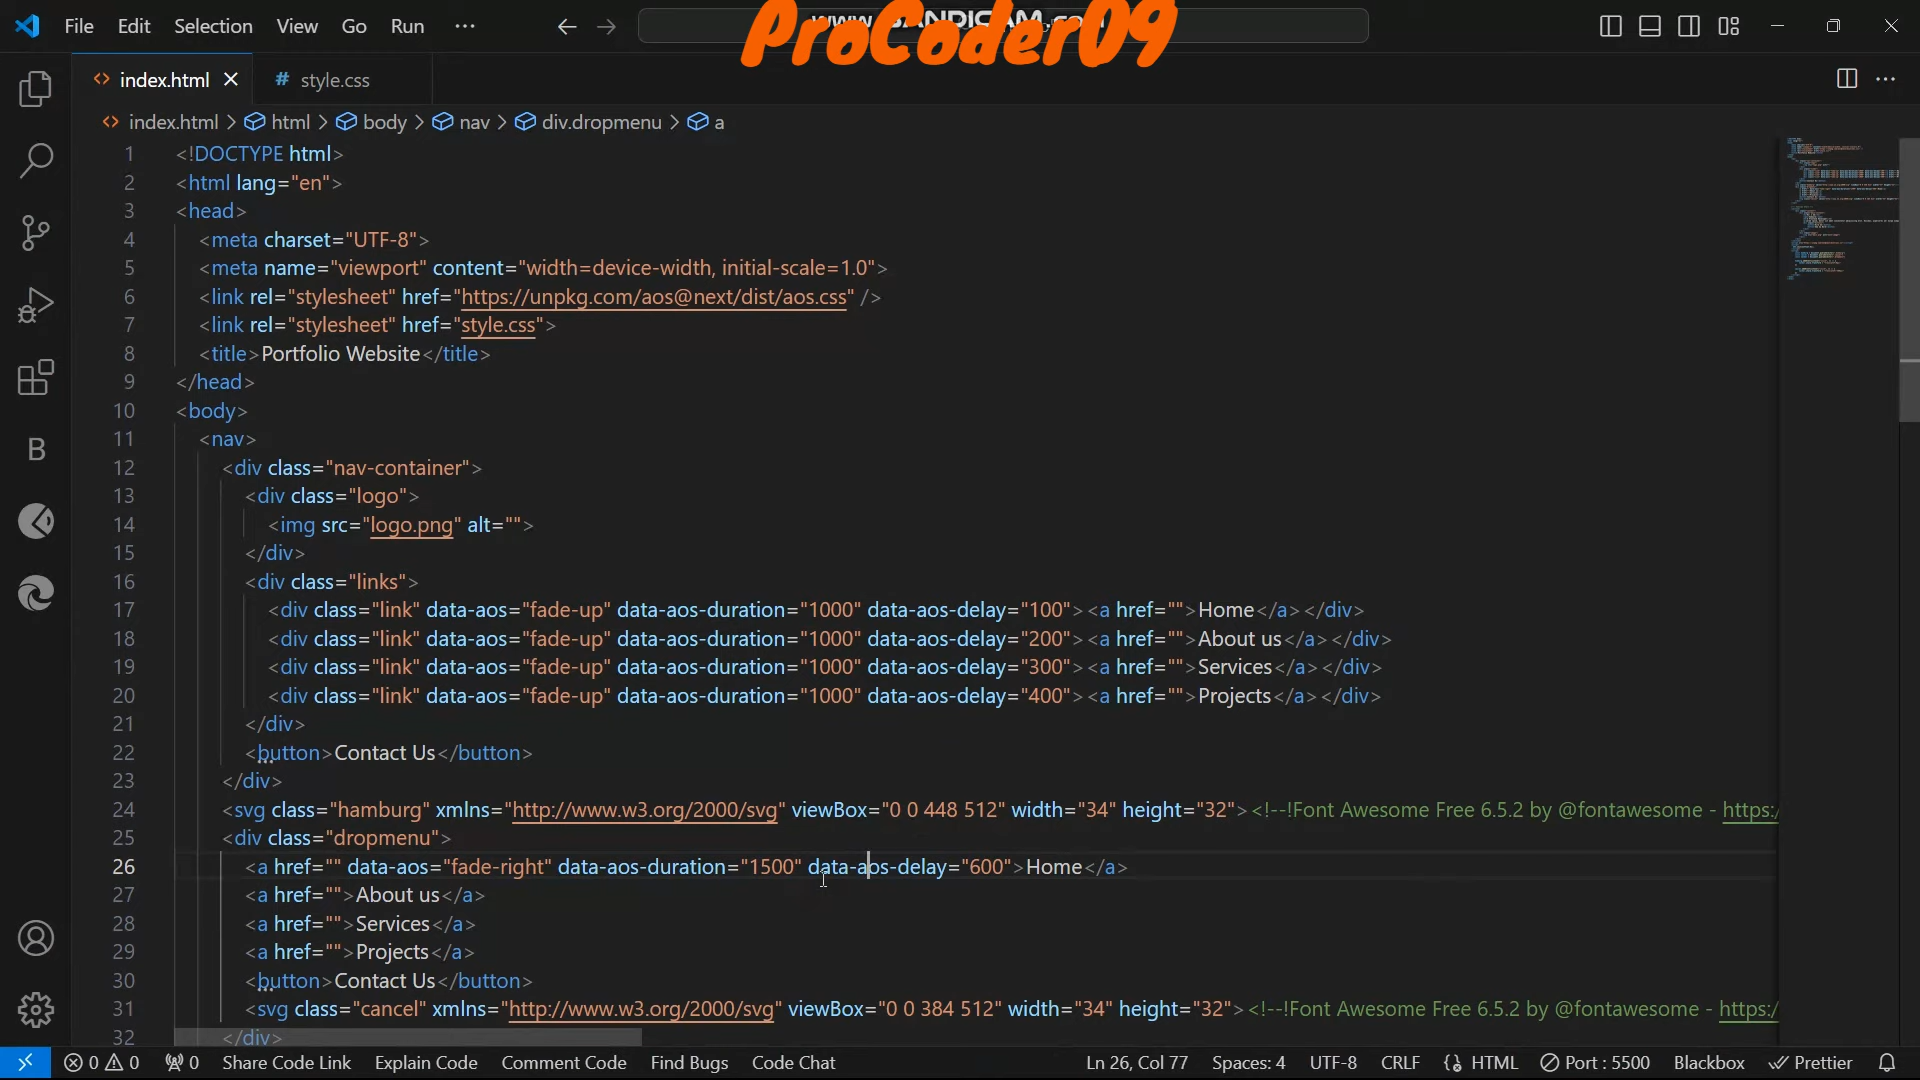 File Edit Selection View Go Run ···
www. BANDICAM.com
ProCoder09
index.html
# style.css
index.html > html > body > nav > div.dropmenu > a
1 <!DOCTYPE html>
2 <html lang="en">
3 <head>
4 <meta charset="UTF-8">
5 <meta name="viewport" content="width=device-width, initial-scale=1.0">
6 <link rel="stylesheet" href="https://unpkg.com/aos@next/dist/aos.css" />
7 <link rel="stylesheet" href="style.css">
8 <title>Portfolio Website</title>
9 </head>
10 <body>
11 <nav>
12 <div class="nav-container">
13 <div class="logo">
14 <img src="logo.png" alt="">
15 </div>
16 <div class="links">
17 <div class="link" data-aos="fade-up" data-aos-duration="1000" data-aos-delay="100"><a href="">Home</a></div>
18 <div class="link" data-aos="fade-up" data-aos-duration="1000" data-aos-delay="200"><a href="">About us</a></div>
19 <div class="link" data-aos="fade-up" data-aos-duration="1000" data-aos-delay="300"><a href="">Services</a></div>
20 <div class="link" data-aos="fade-up" data-aos-duration="1000" data-aos-delay="400"><a href="">Projects</a></div>
21 </div>
22 <button>Contact Us</button>
23 </div>
24 <svg class="hamburg" xmlns="http://www.w3.org/2000/svg" viewBox="0 0 448 512" width="34" height="32"><!--!Font Awesome Free 6.5.2 by @fontawesome - https:/
25 <div class="dropmenu">
26 <a href="" data-aos="fade-right" data-aos-duration="1500" data-aos-delay="600">Home</a>
27 <a href="">About us</a>
28 <a href="">Services</a>
29 <a href="">Projects</a>
30 <button>Contact Us</button>
31 <svg class="cancel" xmlns="http://www.w3.org/2000/svg" viewBox="0 0 384 512" width="34" height="32"><!--!Font Awesome Free 6.5.2 by @fontawesome - https:/
32 </div>
B
0 0 0 Share Code Link Explain Code Comment Code Find Bugs Code Chat Ln 26, Col 77 Spaces: 4 UTF-8 CRLF HTML Port : 5500 Blackbox Prettier